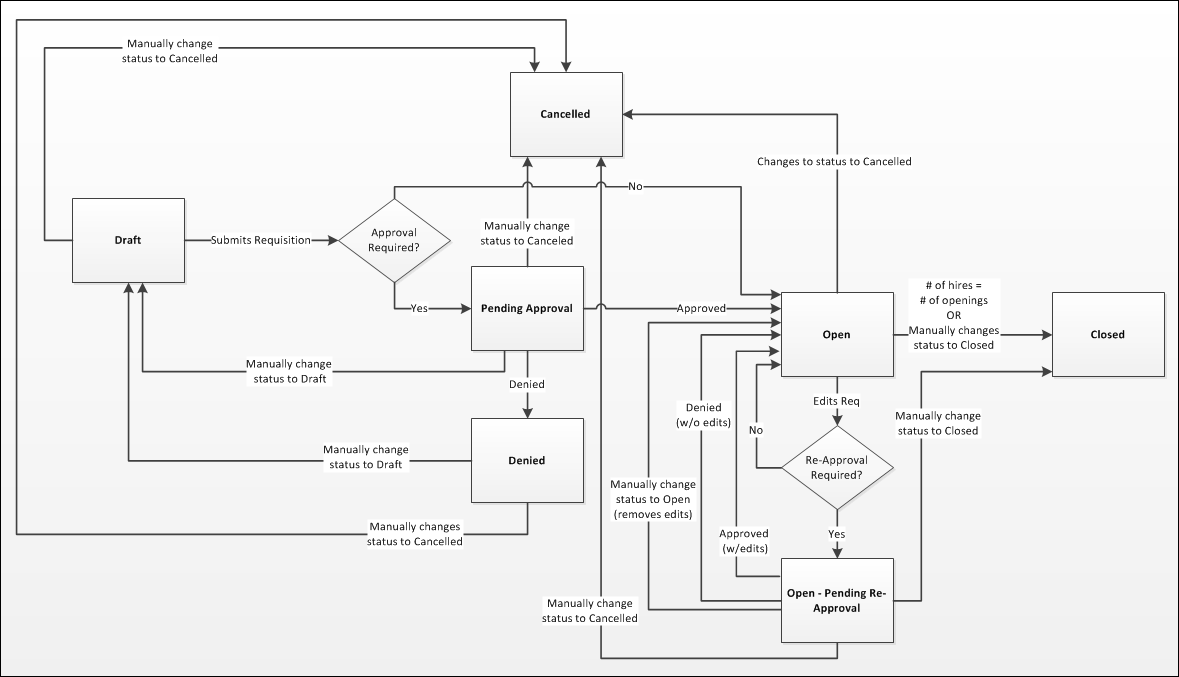 Manually change
status to Cancelled
Cancelled
Changes to status to Cancelled
No
Draft
Submits Requisition
Approval
Required?
Manually change
status to Canceled
Yes
Pending Approval
Approved
# of hires =
# of openings
OR
Manually changes
status to Closed
Open
Closed
Manually change
status to Draft
Denied
Edits Req
Denied
(w/o edits)
No
Manually change
status to Closed
Manually change
status to Draft
Denied
Re-Approval
Required?
Manually change
status to Open
(removes edits)
Manually changes
status to Cancelled
Approved
(w/edits)
Yes
Open - Pending Re-
Approval
Manually change
status to Cancelled